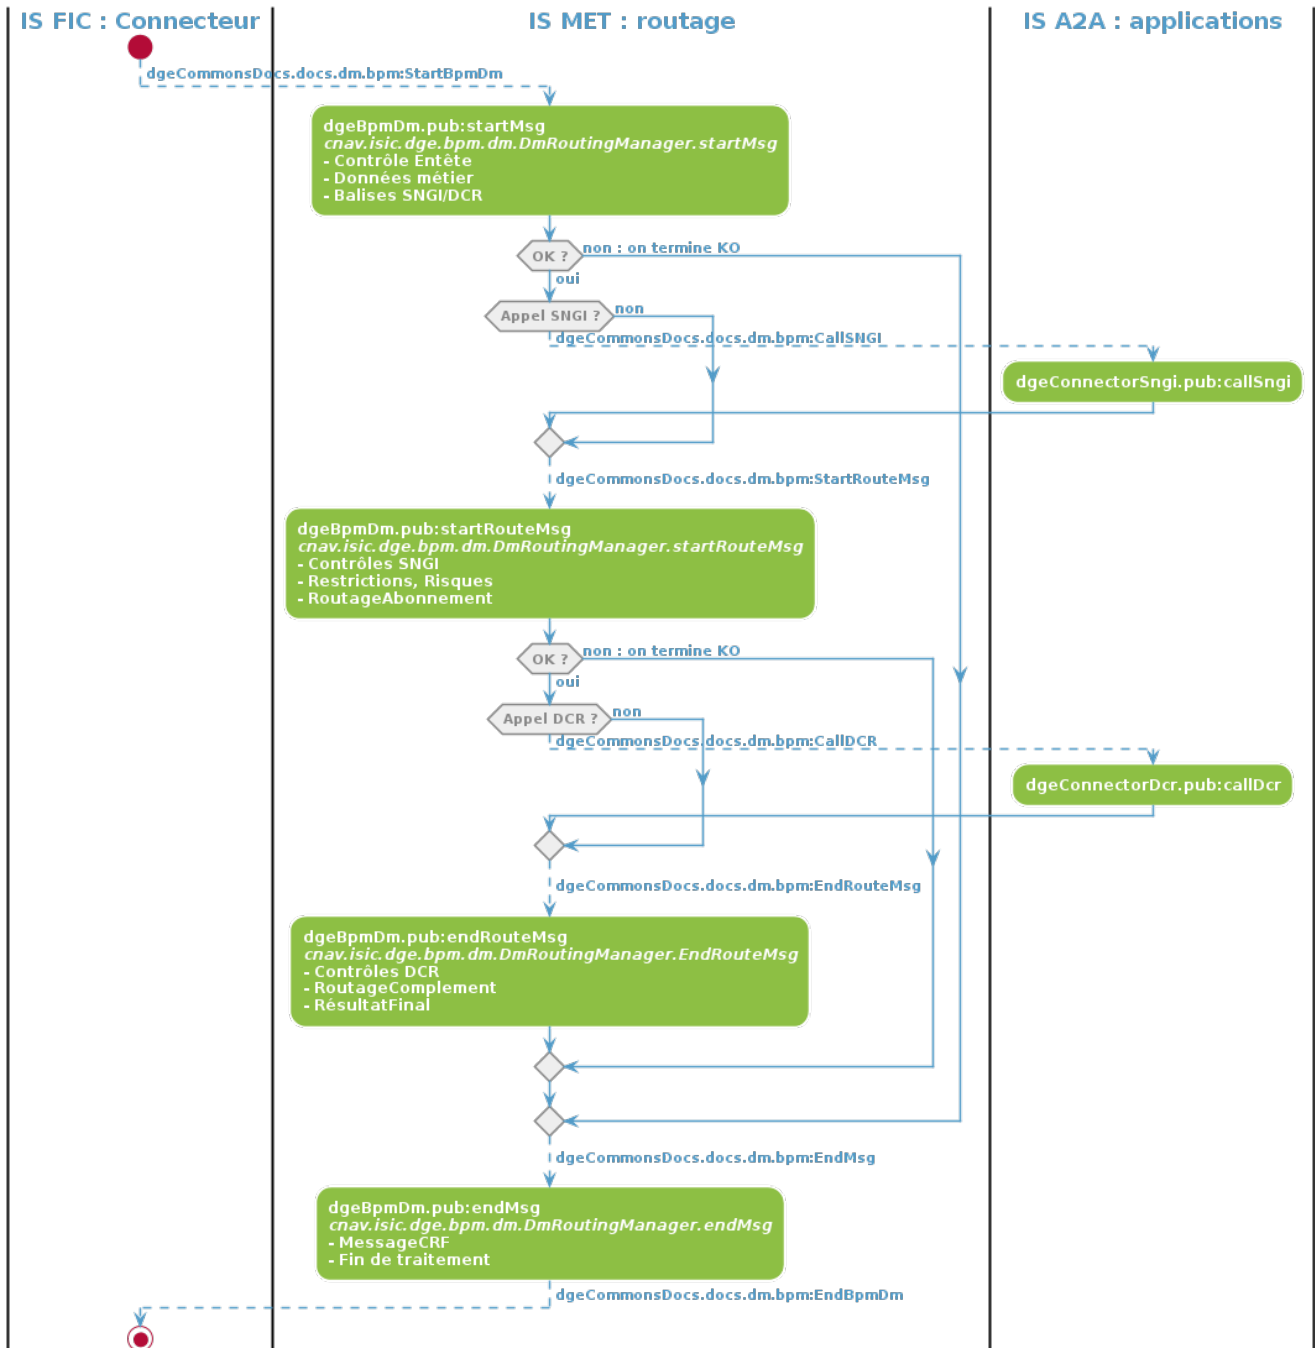 IS FIC : Connecteur
IS MET : routage
IS A2A : applications
dgeCommonsDocs.docs.dm.bpm:StartBpmDm
dgeBpmDm.pub:startMsg
cnav.isic.dge.bpm.dm.DmRoutingManager.startMsg
- Contrôle Entête
- Données métier
- Balises SNGI/DCR
OK ?
non : on termine KO
oui
Appel SNGI ?
non
dgeCommonsDocs.docs.dm.bpm:CallSNGI
dgeConnectorSngi.pub:callSngi
dgeCommonsDocs.docs.dm.bpm:StartRouteMsg
dgeBpmDm.pub:startRouteMsg
cnav.isic.dge.bpm.dm.DmRoutingManager.startRouteMsg
- Contrôles SNGI
- Restrictions, Risques
- RoutageAbonnement
OK ?
non : on termine KO
oui
Appel DCR ?
non
dgeCommonsDocs.docs.dm.bpm:CallDCR
dgeConnectorDcr.pub:callDcr
dgeCommonsDocs.docs.dm.bpm:EndRouteMsg
dgeBpmDm.pub:endRouteMsg
cnav.isic.dge.bpm.dm.DmRoutingManager.EndRouteMsg
- Contrôles DCR
- RoutageComplement
- RésultatFinal
dgeCommonsDocs.docs.dm.bpm:EndMsg
dgeBpmDm.pub:endMsg
cnav.isic.dge.bpm.dm.DmRoutingManager.endMsg
- MessageCRF
- Fin de traitement
dgeCommonsDocs.docs.dm.bpm:EndBpmDm